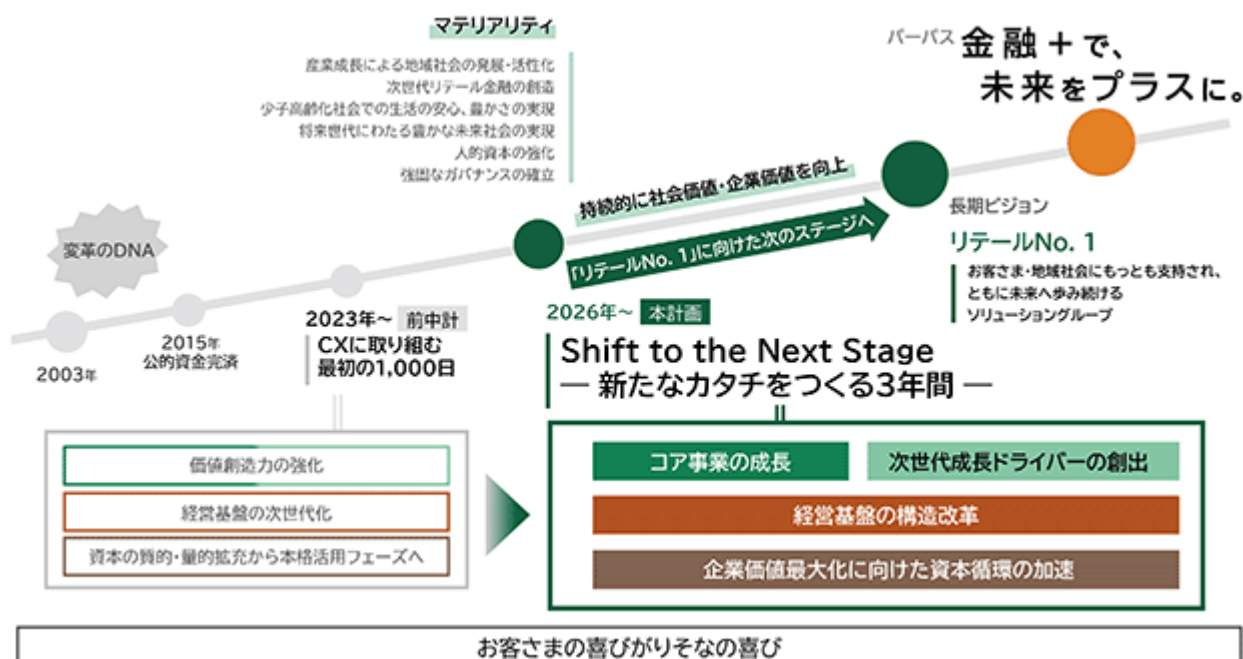 マテリアリティ
産業成長による地域社会の発展・活性化
次世代リテール金融の創造
少子高齢化社会での生活の安心、豊かさの実現
将来世代にわたる豊かな未来社会の実現
人的資本の強化
強固なガバナンスの確立
パーパス 金融+で、
未来をプラスに。
持続的に社会価値・企業価値を向上
「リテールNo. 1」に向けた次のステージへ
長期ビジョン
リテールNo. 1
お客さま・地域社会にもっとも支持され、
ともに未来へ歩み続ける
ソリューショングループ
変革のDNA
2003年
2015年
公的資金完済
2023年～ 前中計
CXに取り組む
最初の1,000日
2026年～ 本計画
Shift to the Next Stage
― 新たなカタチをつくる3年間 ―
価値創造力の強化
経営基盤の次世代化
資本の質的・量的拡充から本格活用フェーズへ
コア事業の成長
次世代成長ドライバーの創出
経営基盤の構造改革
企業価値最大化に向けた資本循環の加速
お客さまの喜びがりそなの喜び